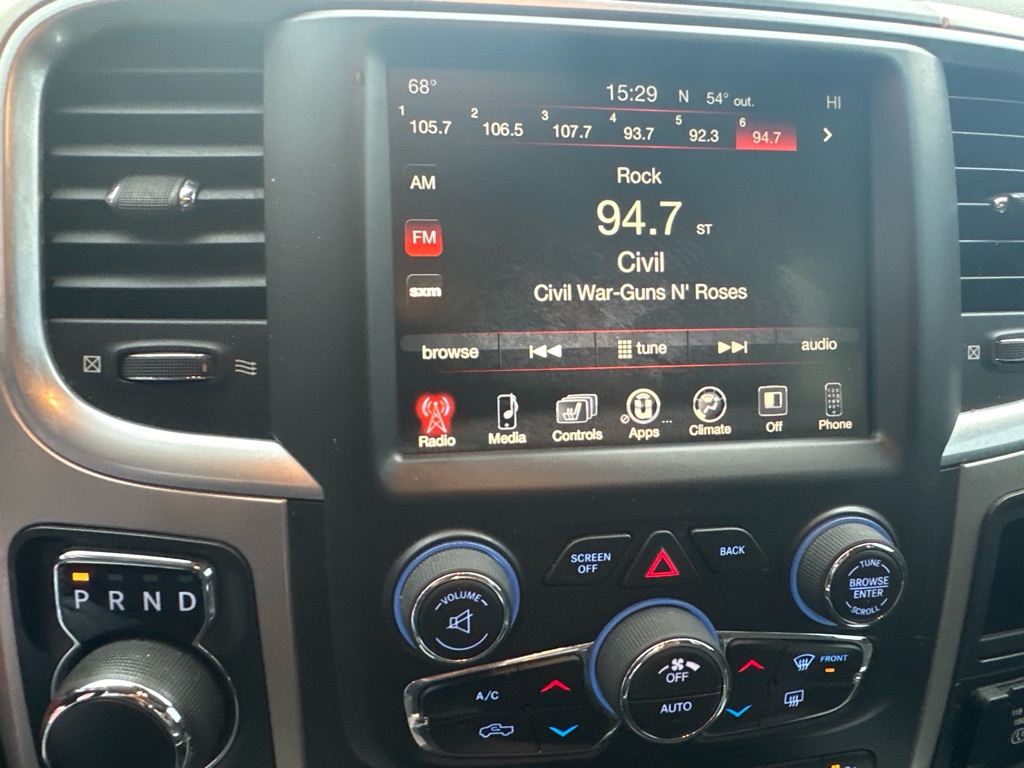 68° 15:29 N 54° out. HI
1 105.7 2 106.5 3 107.7 4 93.7 5 92.3 6 94.7
AM
Rock
94.7 ST
FM
Civil
sxm
Civil War-Guns N' Roses
browse tune audio
Radio Media Controls Apps ... Climate Off Phone
SCREEN OFF
BACK
TUNE
BROWSE
ENTER
SCROLL
VOLUME
P R N D
OFF
AUTO
A/C
FRONT